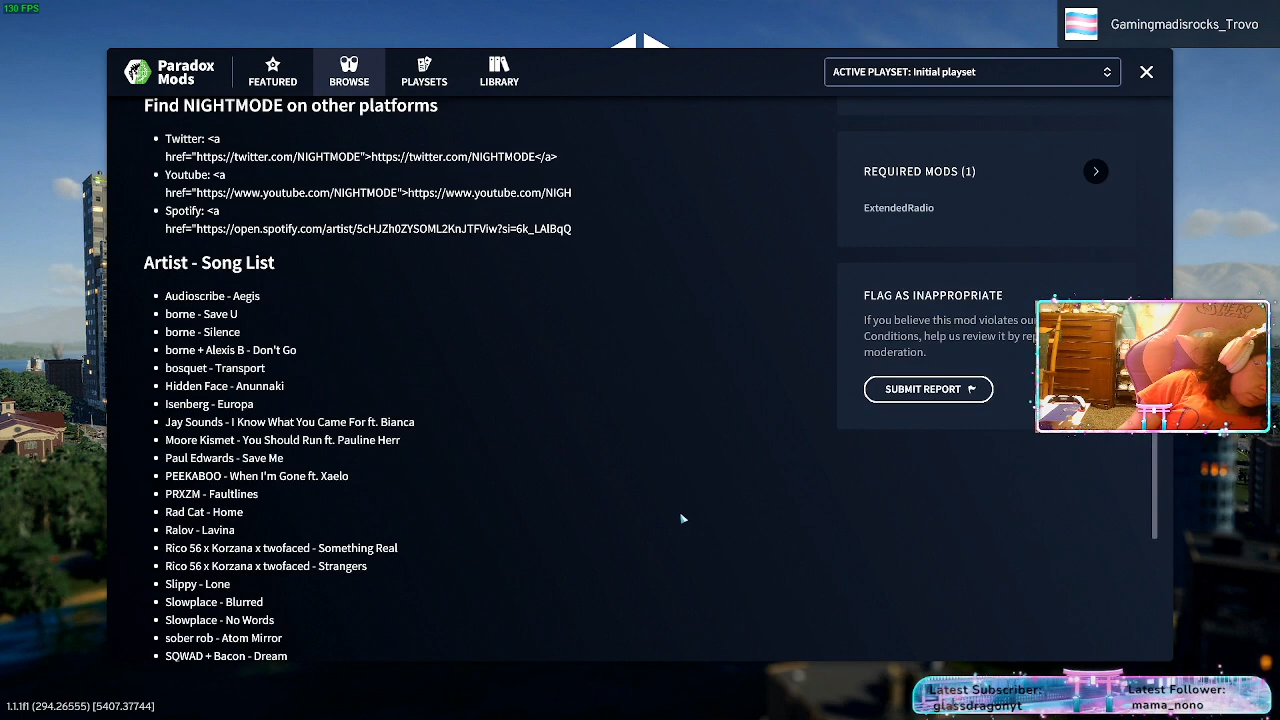 130 FPS
Gamingmadisrocks_Trovo
Paradox
Mods
FEATURED
BROWSE
PLAYSETS
LIBRARY
ACTIVE PLAYSET: Initial playset
Find NIGHTMODE on other platforms
Twitter: <a
href="https://twitter.com/NIGHTMODE">https://twitter.com/NIGHTMODE</a>
Youtube: <a
href="https://www.youtube.com/NIGHTMODE">https://www.youtube.com/NIGH
Spotify: <a
href="https://open.spotify.com/artist/5cHJZh0ZYSOML2KnJTFViw?si=6k_LAlBqQ
Artist - Song List
Audioscribe - Aegis
borne - Save U
borne - Silence
borne + Alexis B - Don't Go
bosquet - Transport
Hidden Face - Anunnaki
Isenberg - Europa
Jay Sounds - I Know What You Came For ft. Bianca
Moore Kismet - You Should Run ft. Pauline Herr
Paul Edwards - Save Me
PEEKABOO - When I'm Gone ft. Xaelo
PRXZM - Faultlines
Rad Cat - Home
Ralov - Lavina
Rico 56 x Korzana x twofaced - Something Real
Rico 56 x Korzana x twofaced - Strangers
Slippy - Lone
Slowplace - Blurred
Slowplace - No Words
sober rob - Atom Mirror
SQWAD + Bacon - Dream
REQUIRED MODS (1)
ExtendedRadio
FLAG AS INAPPROPRIATE
If you believe this mod violates ou
Conditions, help us review it by rep
moderation.
SUBMIT REPORT
Latest Subscriber:
glassdragonyt
Latest Follower:
mama_nono
1.1.1f1 (294.26555) [5407.37744]